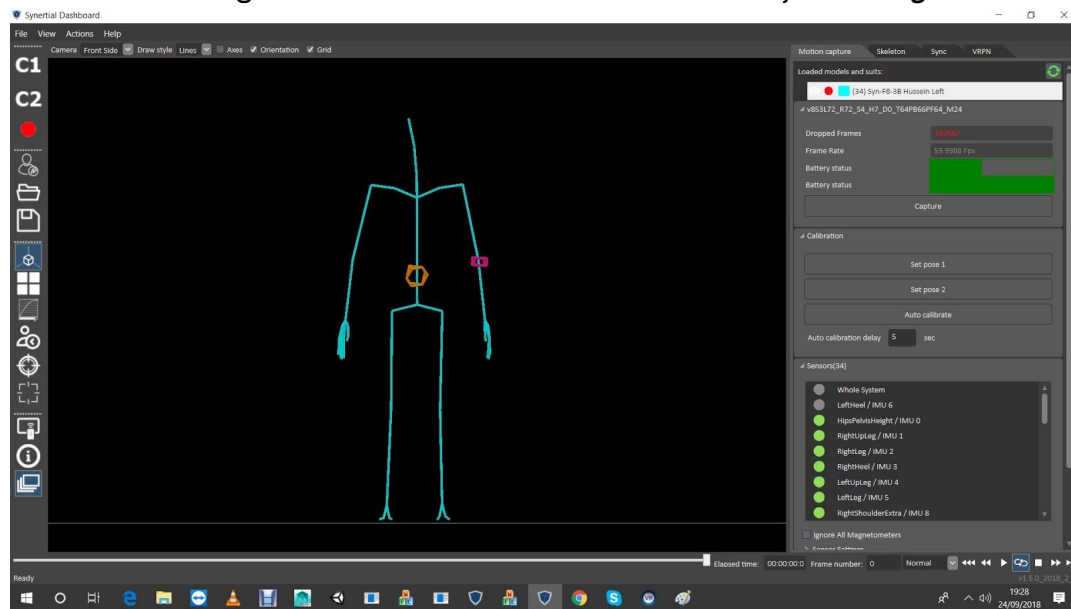 Synertial Dashboard
File View Actions Help
Camera Front Side Draw style Lines Axes Orientation Grid
Motion capture Skeleton Sync VRPN
C1
C2
Loaded models and suits:
(34) Syn-F8-3B Hussein Left
v853L72_R72_S4_H7_D0_T64PB66PF64_M24
Dropped Frames
Frame Rate 59.9988 Fps
Battery status
Battery status
Capture
Calibration
Set pose 1
Set pose 2
Auto calibrate
Auto calibration delay 5 sec
Sensors(34)
Whole System
LeftHeel / IMU 6
HipsPelvisHeight / IMU 0
RightUpLeg / IMU 1
RightLeg / IMU 2
RightHeel / IMU 3
LeftUpLeg / IMU 4
LeftLeg / IMU 5
RightShoulderExtra / IMU 8
Ignore All Magnetometers
Sensor Settings
Elapsed time: 00:00:00:0 Frame number: 0 Normal
Ready
v1.5.0_2018_2
19:28
24/09/2018